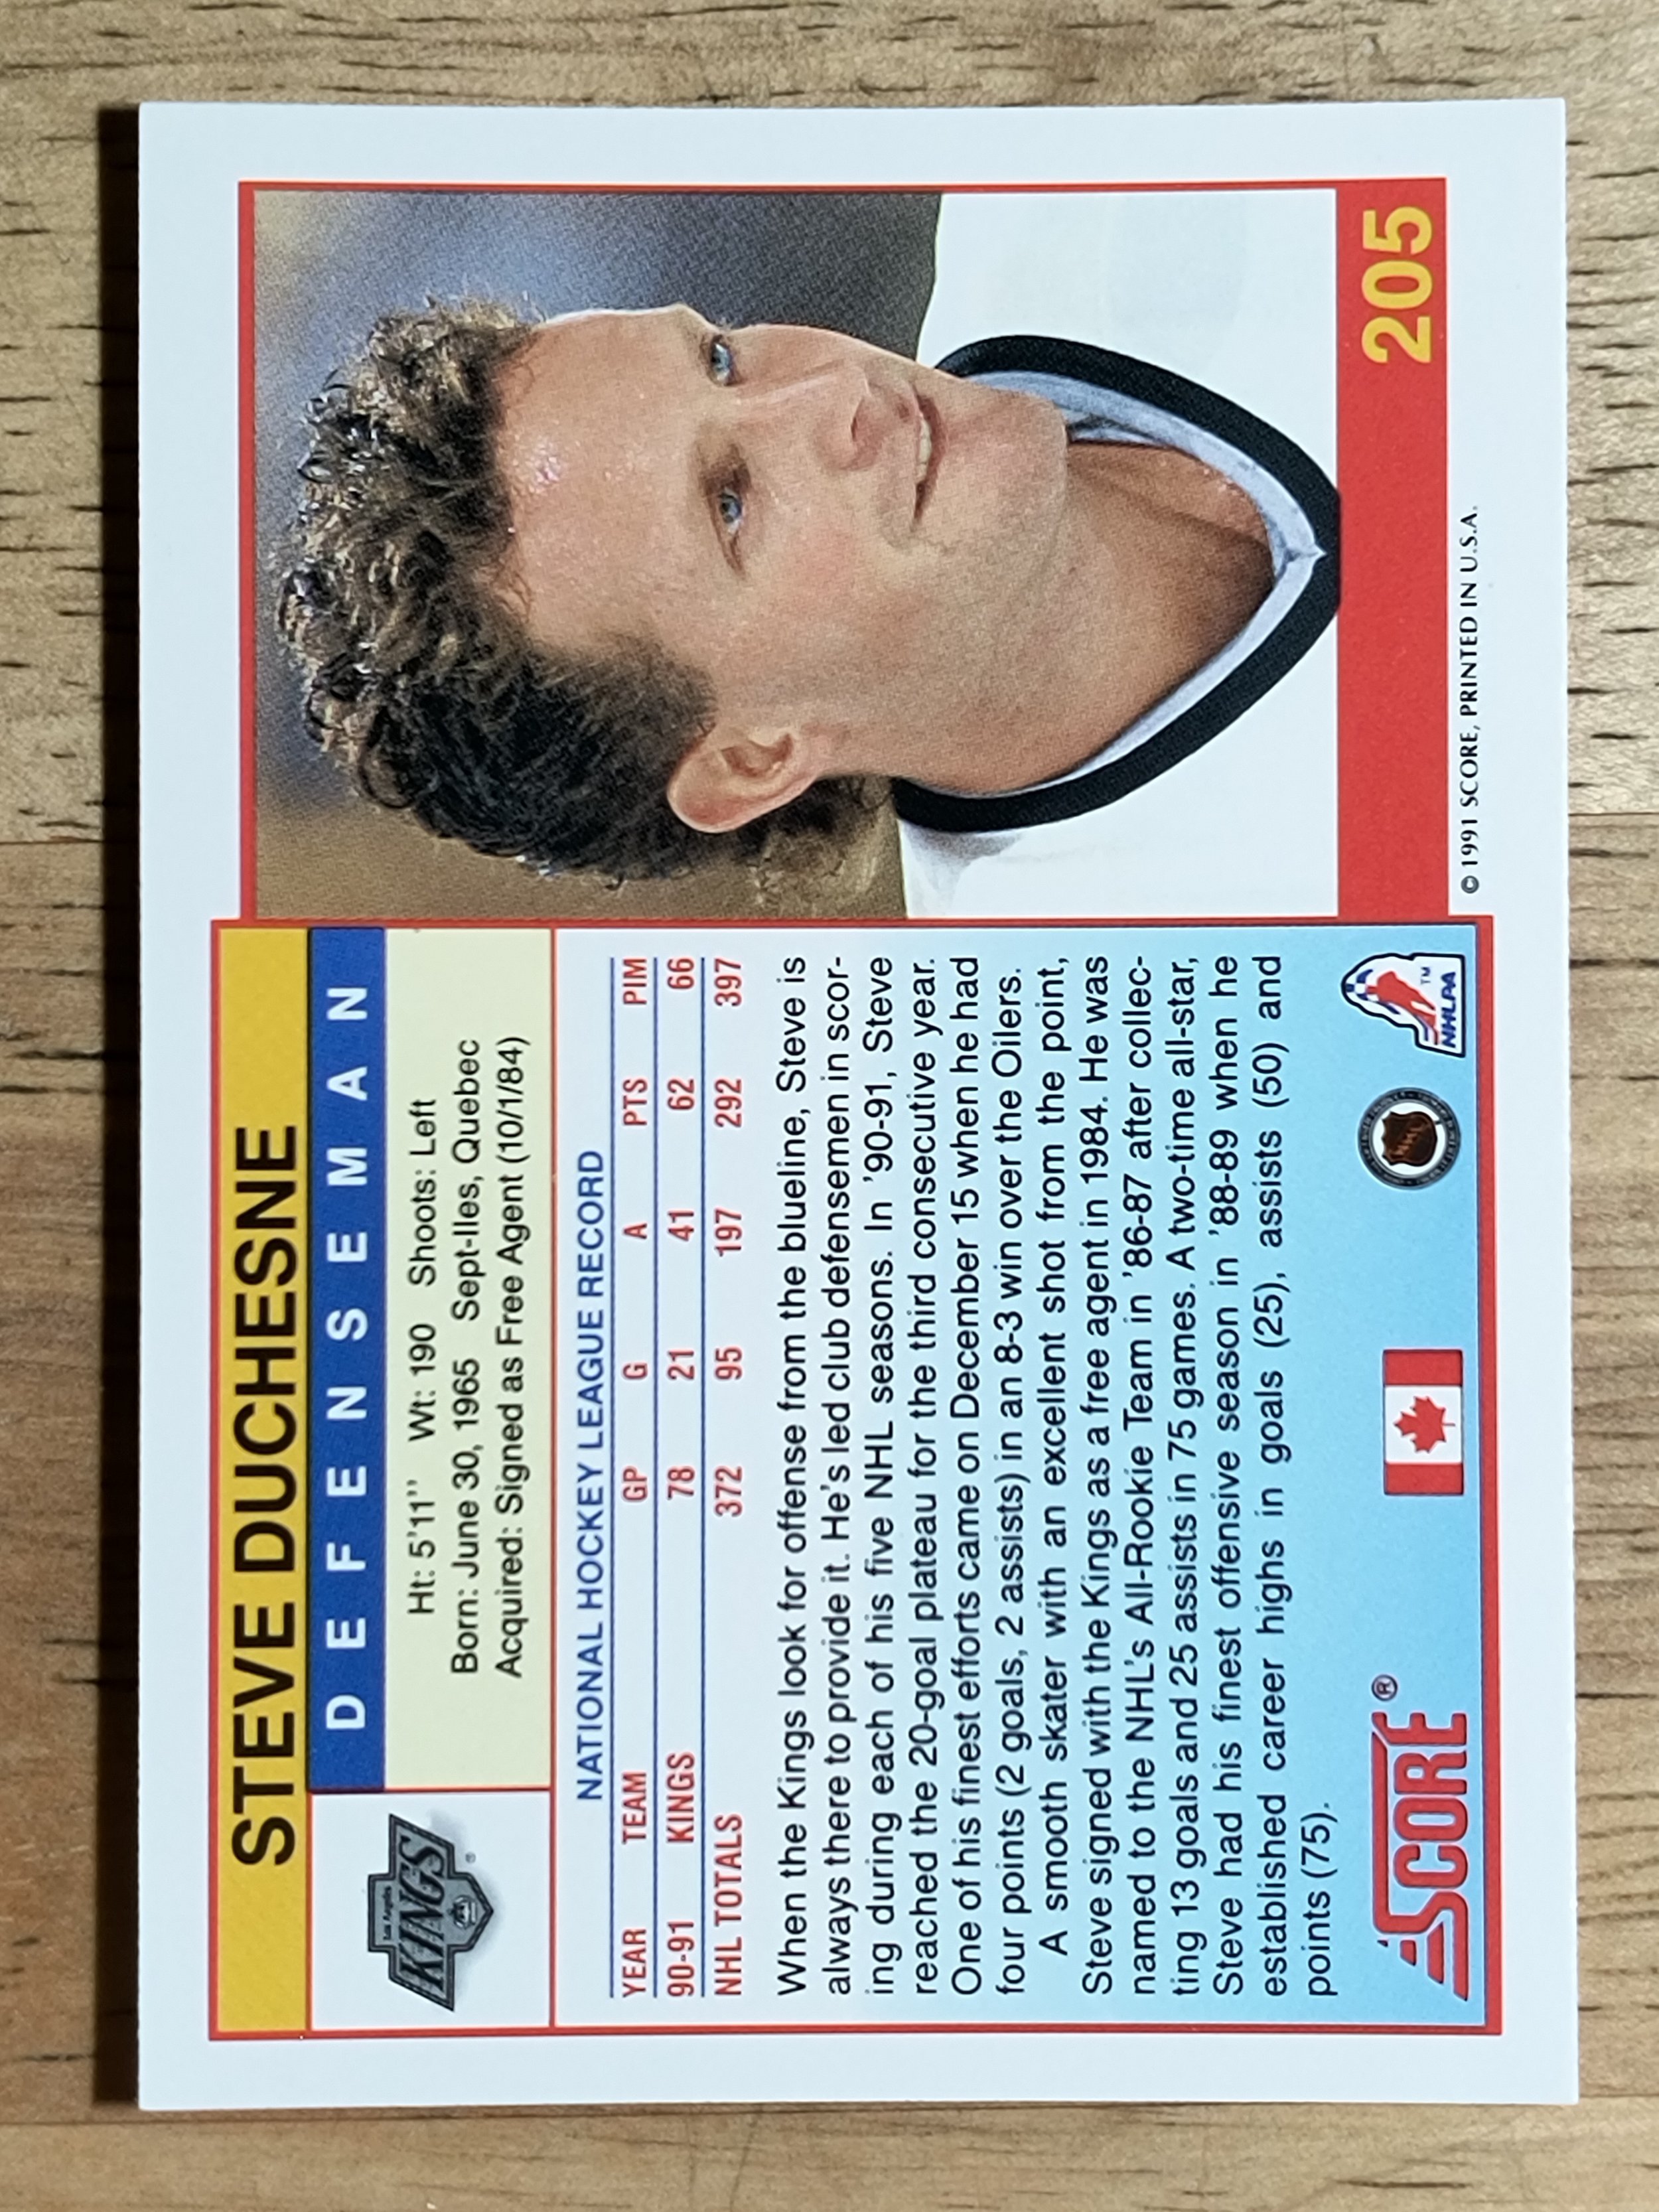 STEVE DUCHESNE
DEFENSEMAN
Los Angeles
KINGS
®
Ht: 5'11'' Wt: 190 Shoots: Left
Born: June 30, 1965 Sept-Iles, Quebec
Acquired: Signed as Free Agent (10/1/84)
NATIONAL HOCKEY LEAGUE RECORD
YEAR TEAM GP G A PTS PIM
90-91 KINGS 78 21 41 62 66
NHL TOTALS 372 95 197 292 397
When the Kings look for offense from the blueline, Steve is
always there to provide it. He's led club defensemen in scor-
ing during each of his five NHL seasons. In '90-91, Steve
reached the 20-goal plateau for the third consecutive year.
One of his finest efforts came on December 15 when he had
four points (2 goals, 2 assists) in an 8-3 win over the Oilers.
A smooth skater with an excellent shot from the point,
Steve signed with the Kings as a free agent in 1984. He was
named to the NHL's All-Rookie Team in '86-87 after collec-
ting 13 goals and 25 assists in 75 games. A two-time all-star,
Steve had his finest offensive season in '88-89 when he
established career highs in goals (25), assists (50) and
points (75).
SCORE®
NHL
NHLPA
TM
205
© 1991 SCORE, PRINTED IN U.S.A.